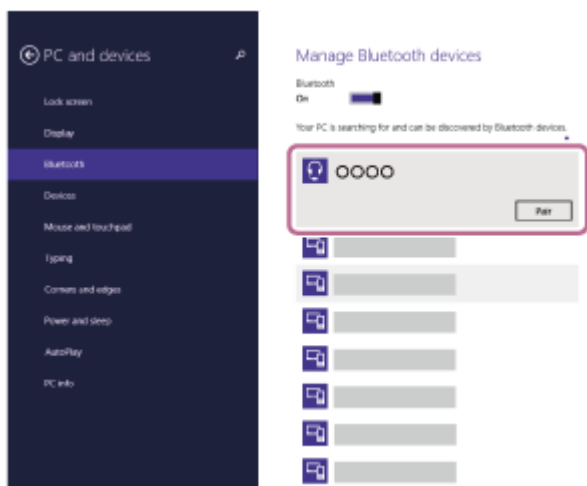 PC and devices
Lock screen
Display
Bluetooth
Devices
Mouse and touchpad
Typing
Corners and edges
Power and sleep
AutoPlay
PC info
Manage Bluetooth devices
Bluetooth
On
Your PC is searching for and can be discovered by Bluetooth devices.
OOOO
Pair